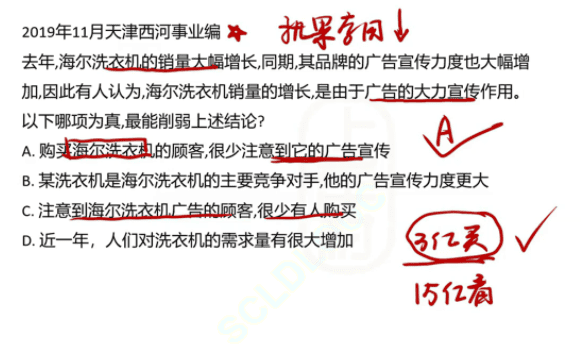 2019年11月天津西河事业编
执果索因↓
去年,海尔洗衣机的销量大幅增长,同期,其品牌的广告宣传力度也大幅增
加,因此有人认为,海尔洗衣机销量的增长,是由于广告的大力宣传作用。
以下哪项为真,最能削弱上述结论?
A
A. 购买海尔洗衣机的顾客,很少注意到它的广告宣传
B. 某洗衣机是海尔洗衣机的主要竞争对手,他的广告宣传力度更大
C. 注意到海尔洗衣机广告的顾客,很少有人购买
D. 近一年，人们对洗衣机的需求量有很大增加
3亿买
15亿看